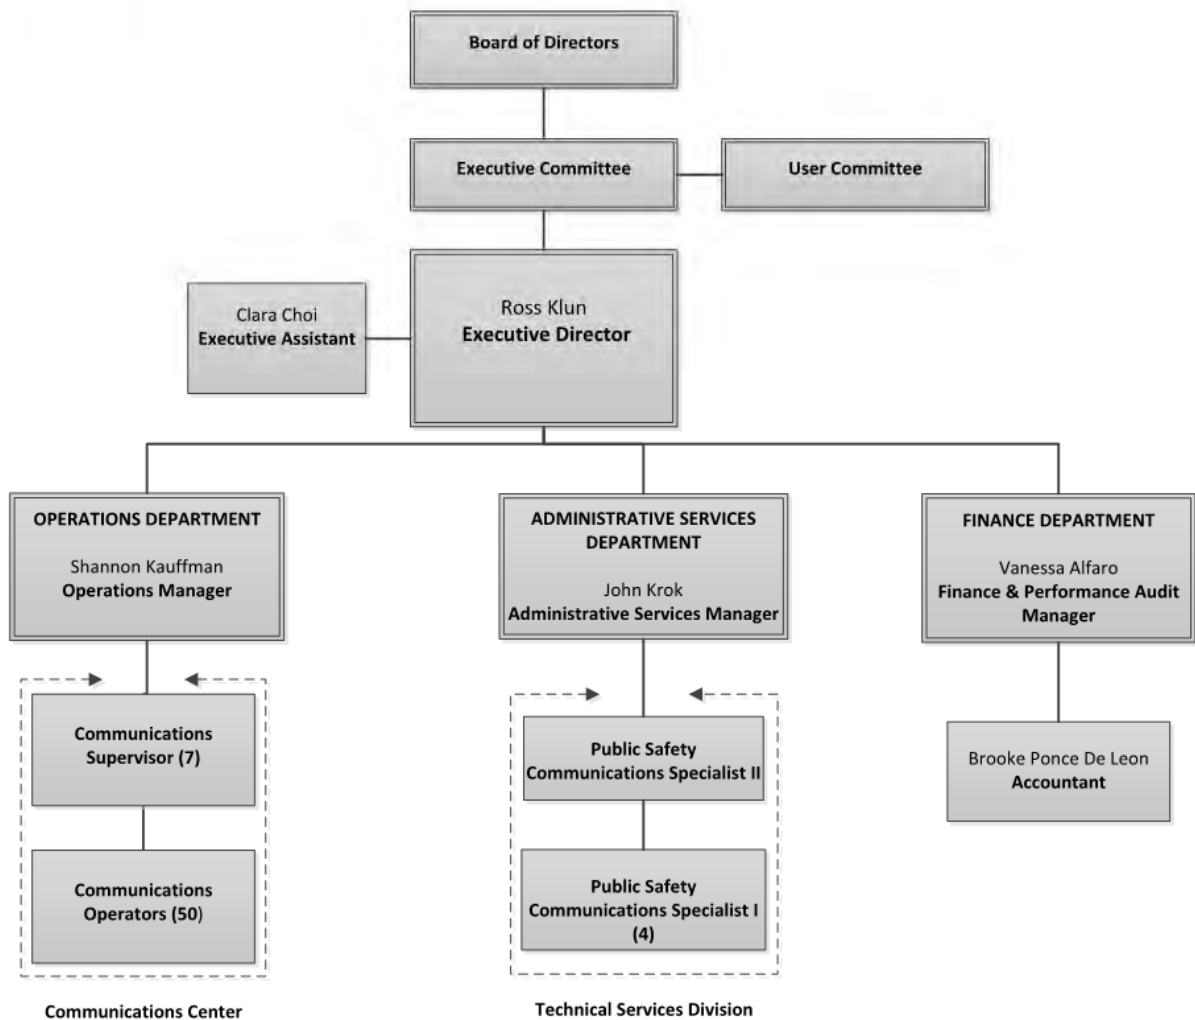 Board of Directors
Executive Committee
User Committee
Clara Choi
Executive Assistant
Ross Klun
Executive Director
OPERATIONS DEPARTMENT
Shannon Kauffman
Operations Manager
ADMINISTRATIVE SERVICES
DEPARTMENT
John Krok
Administrative Services Manager
FINANCE DEPARTMENT
Vanessa Alfaro
Finance & Performance Audit
Manager
Communications
Supervisor (7)
Communications
Operators (50)
Communications Center
Public Safety
Communications Specialist II
Public Safety
Communications Specialist I
(4)
Technical Services Division
Brooke Ponce De Leon
Accountant